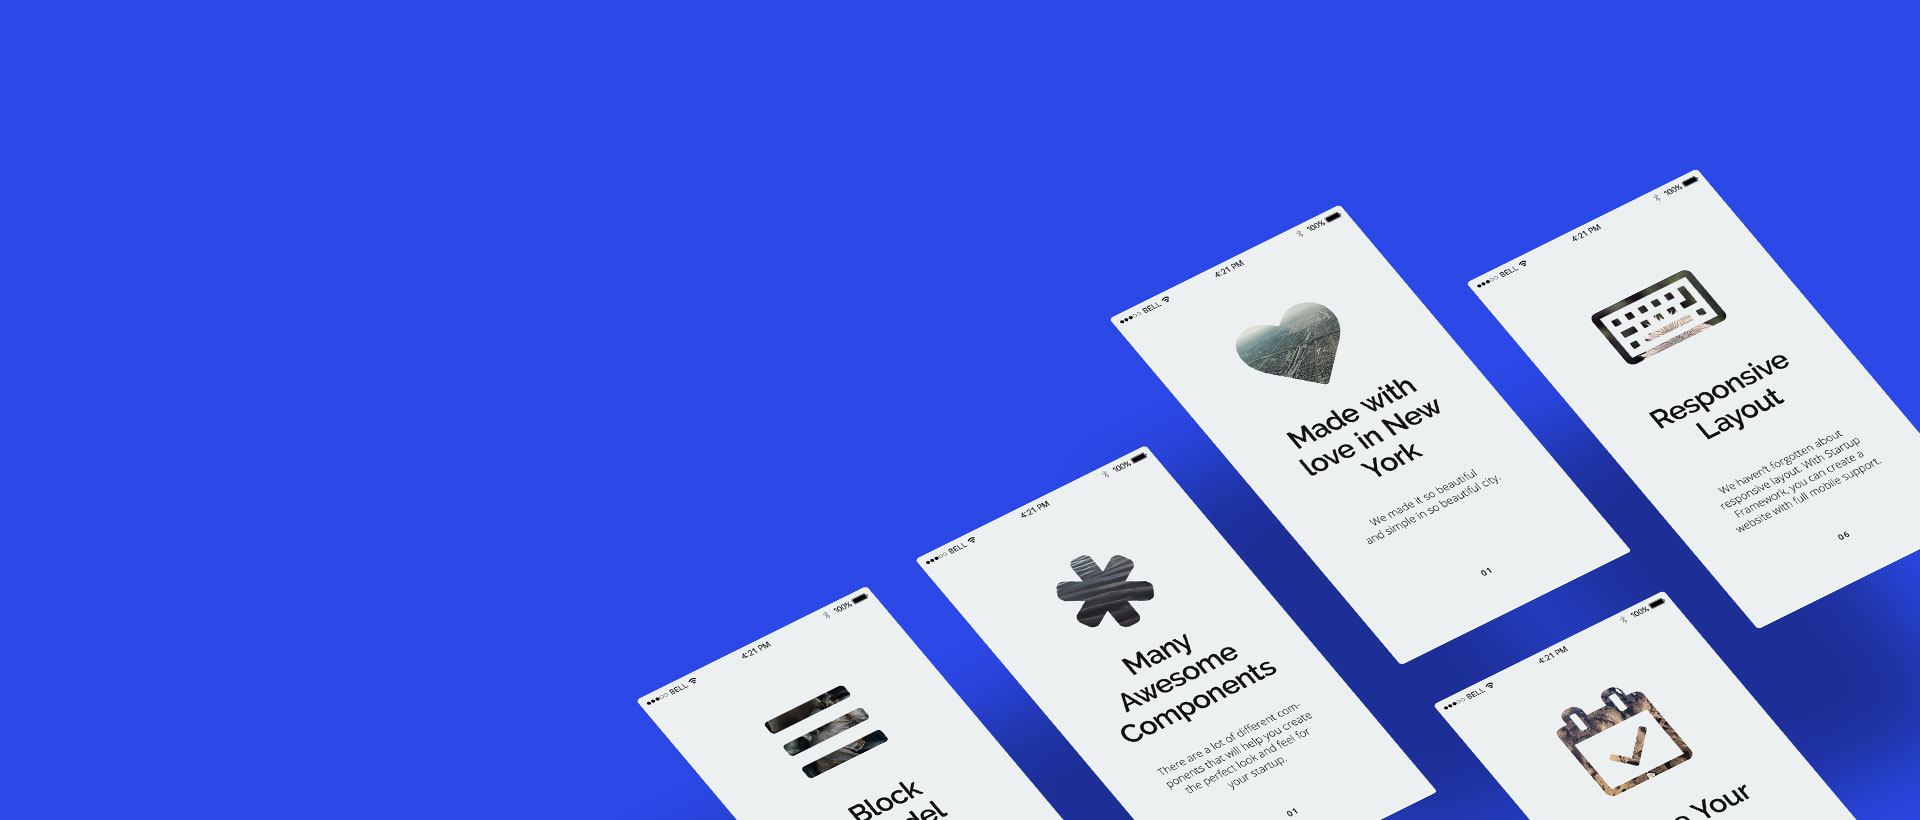 BELL 4:21 PM 100%
Made with
love in New
York
We made it so beautiful
and simple in so beautiful city.
01
BELL 4:21 PM 100%
Responsive
Layout
We haven't forgotten about
responsive layout. With Startup
Framework, you can create a
website with full mobile support.
06
BELL 4:21 PM 100%
Many
Awesome
Components
There are a lot of different com-
ponents that will help you create
the perfect look and feel for
your startup.
01
BELL 4:21 PM 100%
Block
BELL 4:21 PM 100%
Your